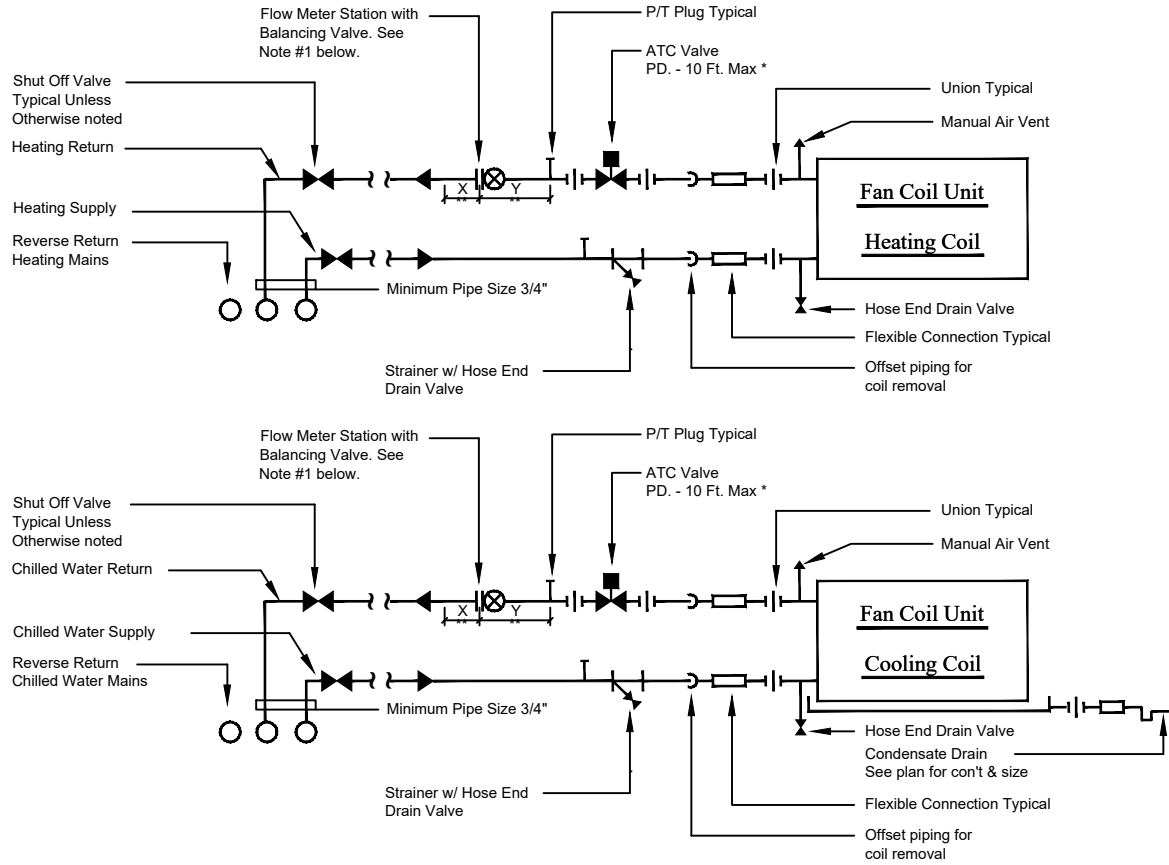 Flow Meter Station with
Balancing Valve. See
Note #1 below.
P/T Plug Typical
ATC Valve
PD. - 10 Ft. Max *
Shut Off Valve
Typical Unless
Otherwise noted
Union Typical
Manual Air Vent
Heating Return
X
**
Y
**
Fan Coil Unit
Heating Coil
Heating Supply
Reverse Return
Heating Mains
Minimum Pipe Size 3/4"
Hose End Drain Valve
Flexible Connection Typical
Strainer w/ Hose End
Drain Valve
Offset piping for
coil removal
Flow Meter Station with
Balancing Valve. See
Note #1 below.
P/T Plug Typical
ATC Valve
PD. - 10 Ft. Max *
Shut Off Valve
Typical Unless
Otherwise noted
Union Typical
Manual Air Vent
Chilled Water Return
X
**
Y
**
Fan Coil Unit
Cooling Coil
Chilled Water Supply
Reverse Return
Chilled Water Mains
Minimum Pipe Size 3/4"
Hose End Drain Valve
Condensate Drain
See plan for con't & size
Strainer w/ Hose End
Drain Valve
Flexible Connection Typical
Offset piping for
coil removal